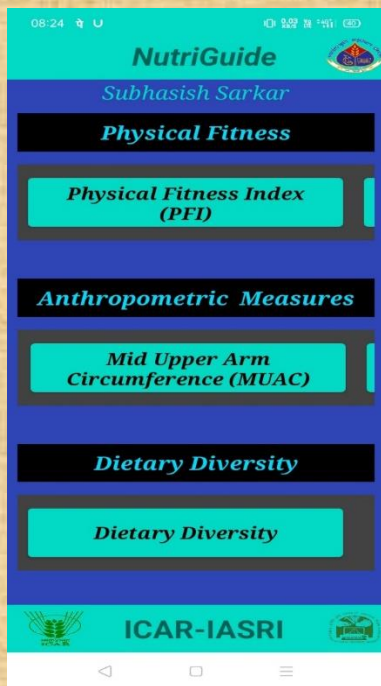 08:24
NutriGuide
Subhasish Sarkar
Physical Fitness
Physical Fitness Index
(PFI)
Anthropometric Measures
Mid Upper Arm
Circumference (MUAC)
Dietary Diversity
Dietary Diversity
ICAR-IASRI